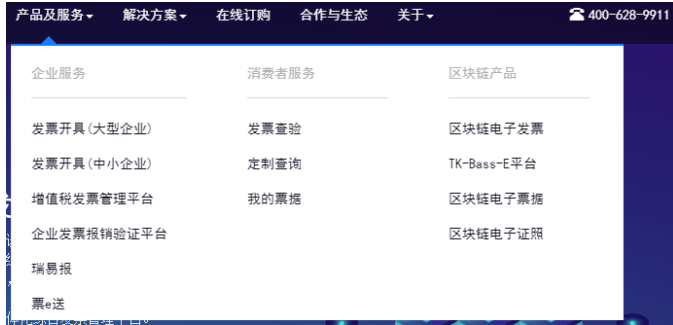 产品及服务 解决方案 在线订购 合作与生态 关于 400-628-9911
企业服务 消费者服务 区块链产品
发票开具(大型企业) 发票查验 区块链电子发票
发票开具(中小企业) 定制查询 TK-Bass-E平台
增值税发票管理平台 我的票据 区块链电子票据
企业发票报销验证平台 区块链电子证照
瑞易报
票e送